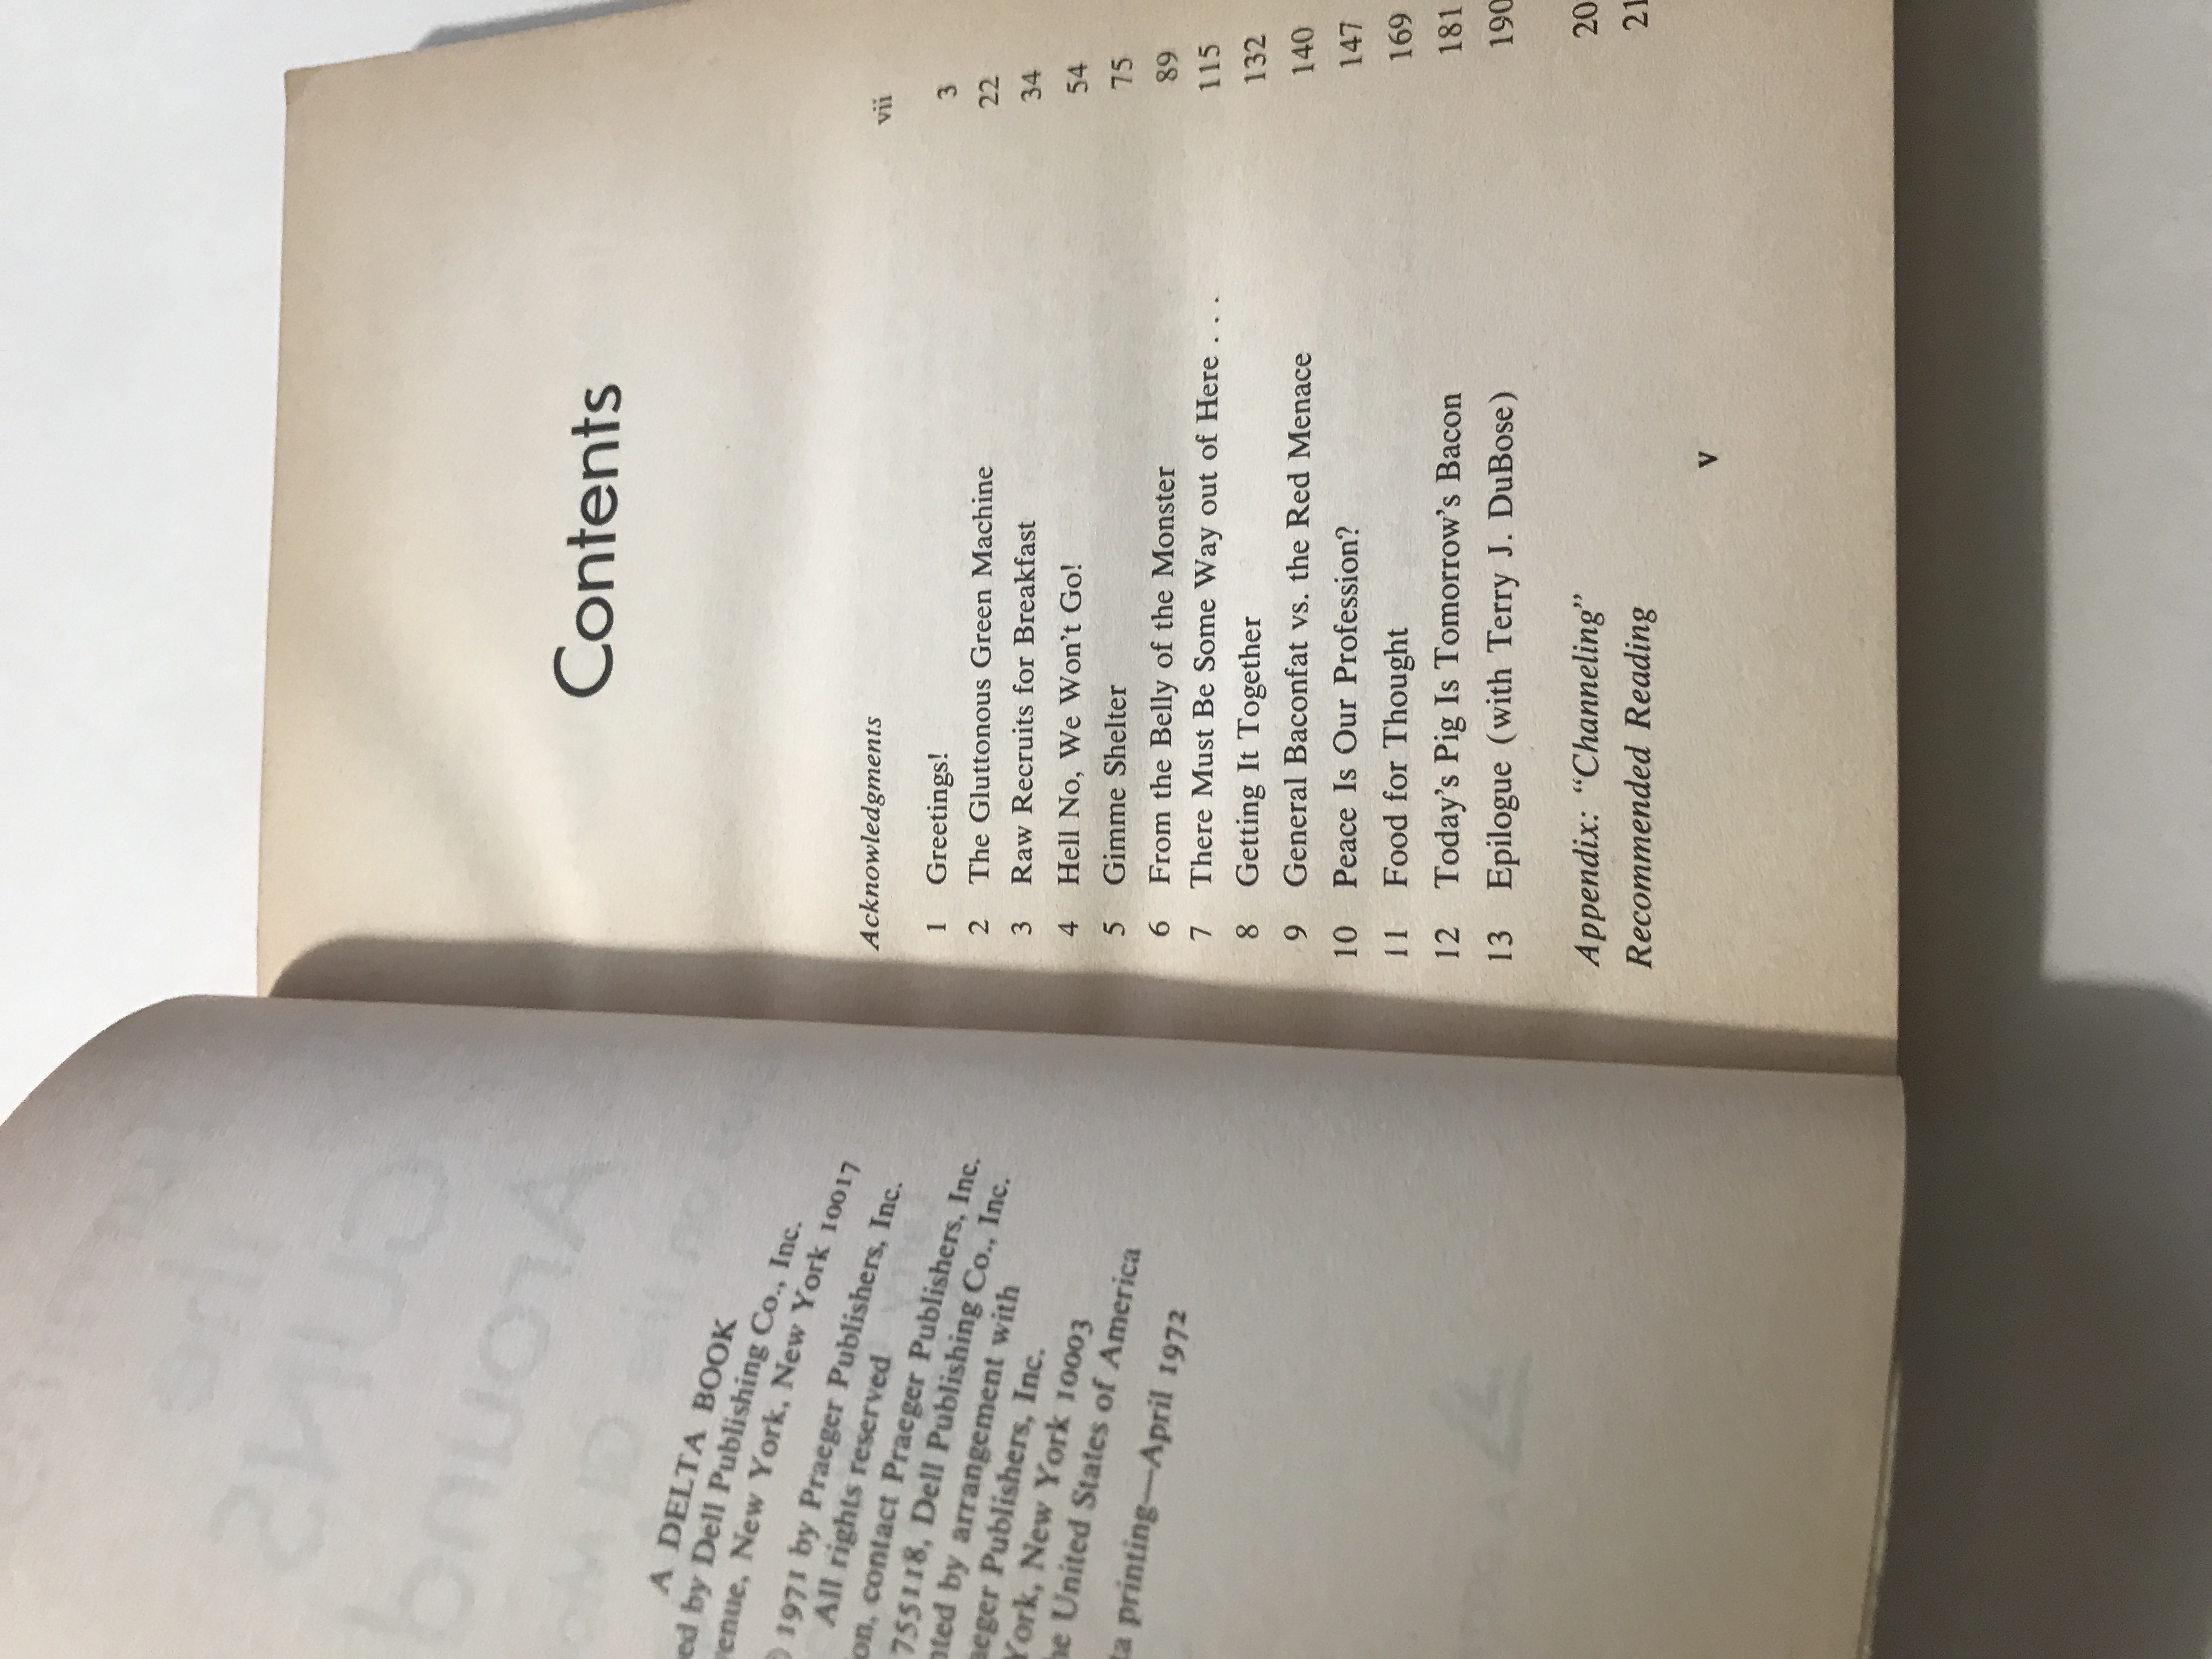 A DELTA BOOK
by Dell Publishing Co., Inc.
New York, New York 10017
1971 by Praeger Publishers, Inc.
All rights reserved
contact Praeger Publishers, Inc.
755118, Dell Publishing Co., Inc.
by arrangement with
Publishers, Inc.
York, New York 10003
United States of America
printing—April 1972
Contents
Acknowledgments vii
1 Greetings! 3
2 The Gluttonous Green Machine 22
3 Raw Recruits for Breakfast 34
4 Hell No, We Won't Go! 54
5 Gimme Shelter 75
6 From the Belly of the Monster 89
7 There Must Be Some Way out of Here . . . 115
8 Getting It Together 132
9 General Baconfat vs. the Red Menace 140
10 Peace Is Our Profession? 147
11 Food for Thought 169
12 Today's Pig Is Tomorrow's Bacon 181
13 Epilogue (with Terry J. DuBose) 190
Appendix: "Channeling"
Recommended Reading
v